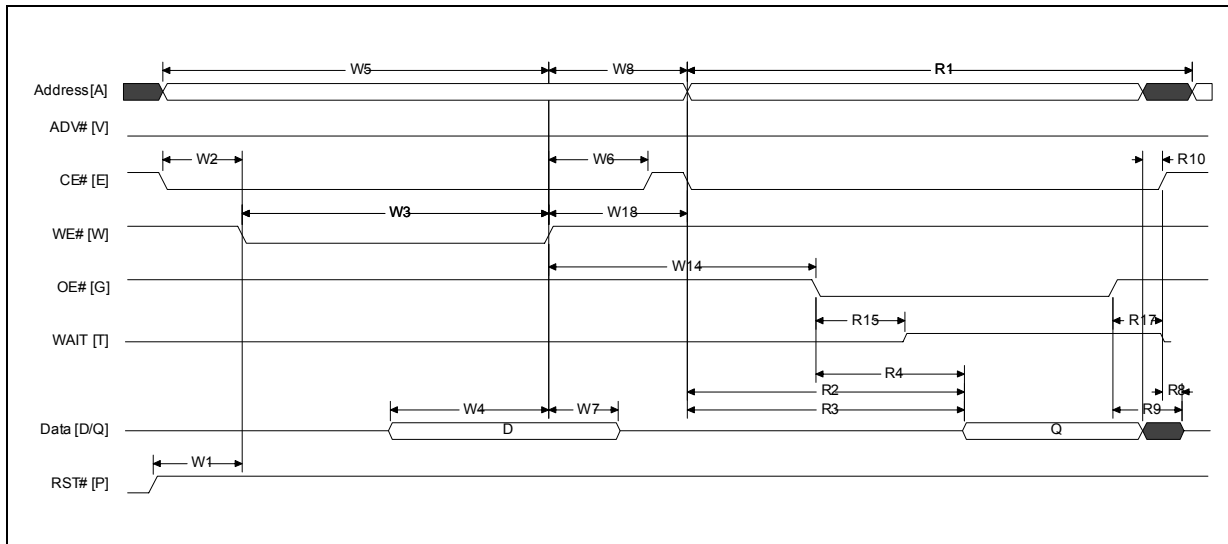 W5 W8 R1
Address [A]
ADV# [V]
W2 W6 R10
CE# [E]
W3 W18
WE# [W]
W14
OE# [G]
R15 R17
WAIT [T]
R4
R2 R8
W4 W7 R3 R9
Data [D/Q] D Q
W1
RST# [P]